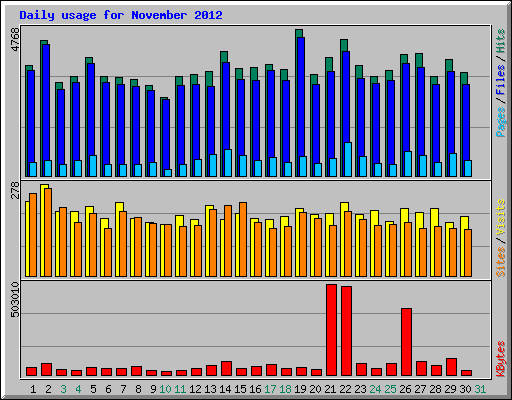 Daily usage for November 2012
4768
Pages / Files / Hits
278
Sites / Visits
503010
KBytes
1 2 3 4 5 6 7 8 9 10 11 12 13 14 15 16 17 18 19 20 21 22 23 24 25 26 27 28 29 30 31